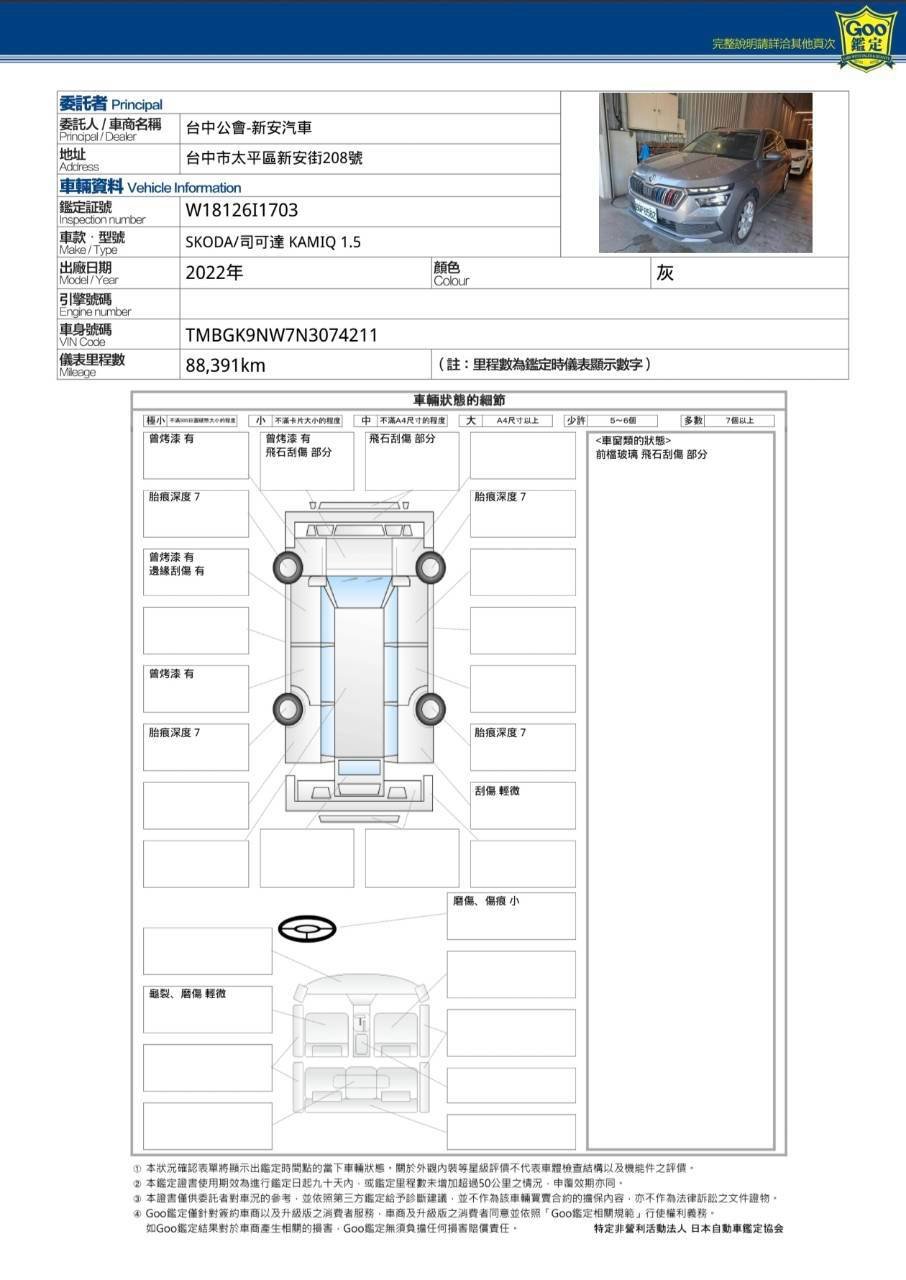 完整說明請詳洽其他頁次
Goo
鑑定
委託者 Principal
委託人 / 車商名稱
Principal / Dealer
台中公會-新安汽車
地址
Address
台中市太平區新安街208號
車輛資料 Vehicle Information
鑑定証號
Inspection number
W18126I1703
車款‧型號
Make / Type
SKODA/司可達 KAMIQ 1.5
出廠日期
Model / Year
2022年
顏色
Colour
灰
引擎號碼
Engine number
車身號碼
VIN Code
TMBGK9NW7N3074211
儀表里程數
Mileage
88,391km
（註：里程數為鑑定時儀表顯示數字）
車輛狀態的細節
極小
小 不滿卡片大小的程度
中 不滿A4尺寸的程度
大 A4尺寸以上
少許 5～6個
多數 7個以上
曾烤漆 有
曾烤漆 有
飛石刮傷 部分
飛石刮傷 部分
<車窗類的狀態>
前檔玻璃 飛石刮傷 部分
胎痕深度 7
胎痕深度 7
曾烤漆 有
邊緣刮傷 有
曾烤漆 有
胎痕深度 7
胎痕深度 7
刮傷 輕微
磨傷、傷痕 小
龜裂、磨傷 輕微
① 本狀況確認表單將顯示出鑑定時間點的當下車輛狀態。關於外觀內裝等星級評價不代表車體檢查結構以及機能件之評價。
② 本鑑定證書使用期效為進行鑑定日起九十天內，或鑑定里程數未增加超過50公里之情況，申覆效期亦同。
③ 本證書僅供委託者對車況的參考，並依照第三方鑑定給予診斷建議，並不作為該車輛買賣合約的擔保內容，亦不作為法律訴訟之文件證物。
④ Goo鑑定僅針對簽約車商以及升級版之消費者服務，車商及升級版之消費者同意並依照「Goo鑑定相關規範」行使權利義務。
如Goo鑑定結果對於車商產生相關的損害，Goo鑑定無須負擔任何損害賠償責任。
特定非營利活動法人 日本自動車鑑定協会